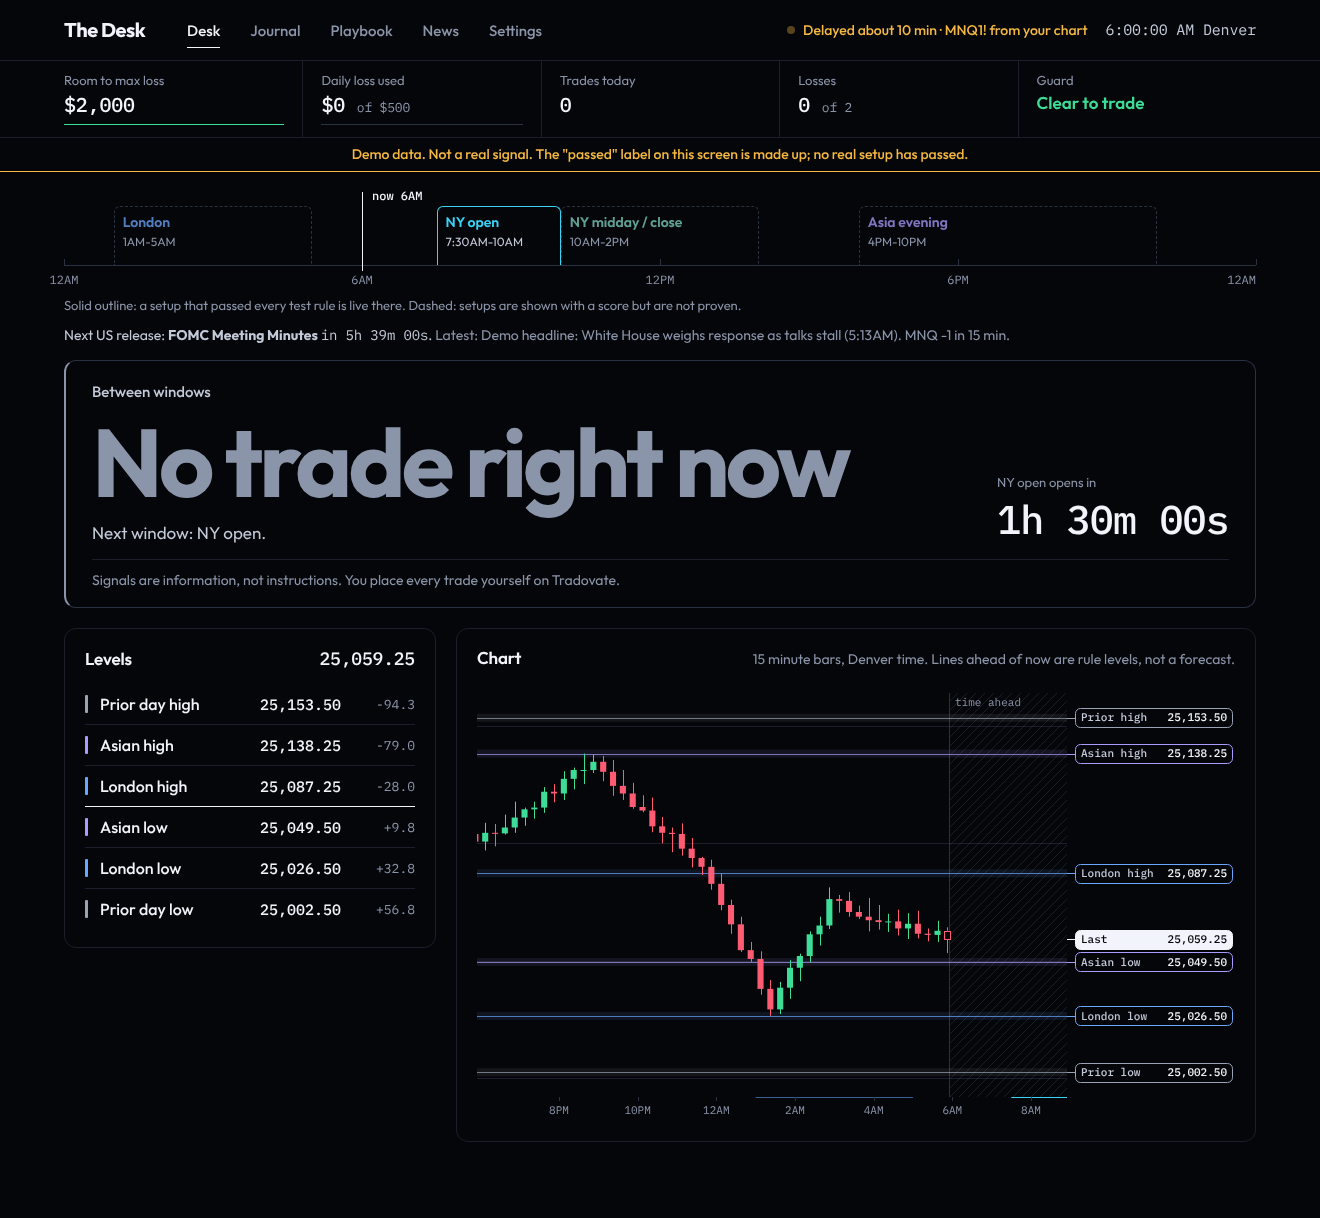 The Desk
Desk Journal Playbook News Settings
Delayed about 10 min · MNQ1! from your chart 6:00:00 AM Denver
Room to max loss
$2,000
Daily loss used
$0 of $500
Trades today
0
Losses
0 of 2
Guard
Clear to trade
Demo data. Not a real signal. The "passed" label on this screen is made up; no real setup has passed.
now 6AM
London
1AM-5AM
NY open
7:30AM-10AM
NY midday / close
10AM-2PM
Asia evening
4PM-10PM
12AM 6AM 12PM 6PM 12AM
Solid outline: a setup that passed every test rule is live there. Dashed: setups are shown with a score but are not proven.
Next US release: FOMC Meeting Minutes in 5h 39m 00s. Latest: Demo headline: White House weighs response as talks stall (5:13AM). MNQ -1 in 15 min.
Between windows
No trade right now
Next window: NY open.
NY open opens in
1h 30m 00s
Signals are information, not instructions. You place every trade yourself on Tradovate.
Levels 25,059.25
Prior day high 25,153.50 -94.3
Asian high 25,138.25 -79.0
London high 25,087.25 -28.0
Asian low 25,049.50 +9.8
London low 25,026.50 +32.8
Prior day low 25,002.50 +56.8
Chart
15 minute bars, Denver time. Lines ahead of now are rule levels, not a forecast.
time ahead
Prior high 25,153.50
Asian high 25,138.25
London high 25,087.25
Last 25,059.25
Asian low 25,049.50
London low 25,026.50
Prior low 25,002.50
8PM 10PM 12AM 2AM 4AM 6AM 8AM